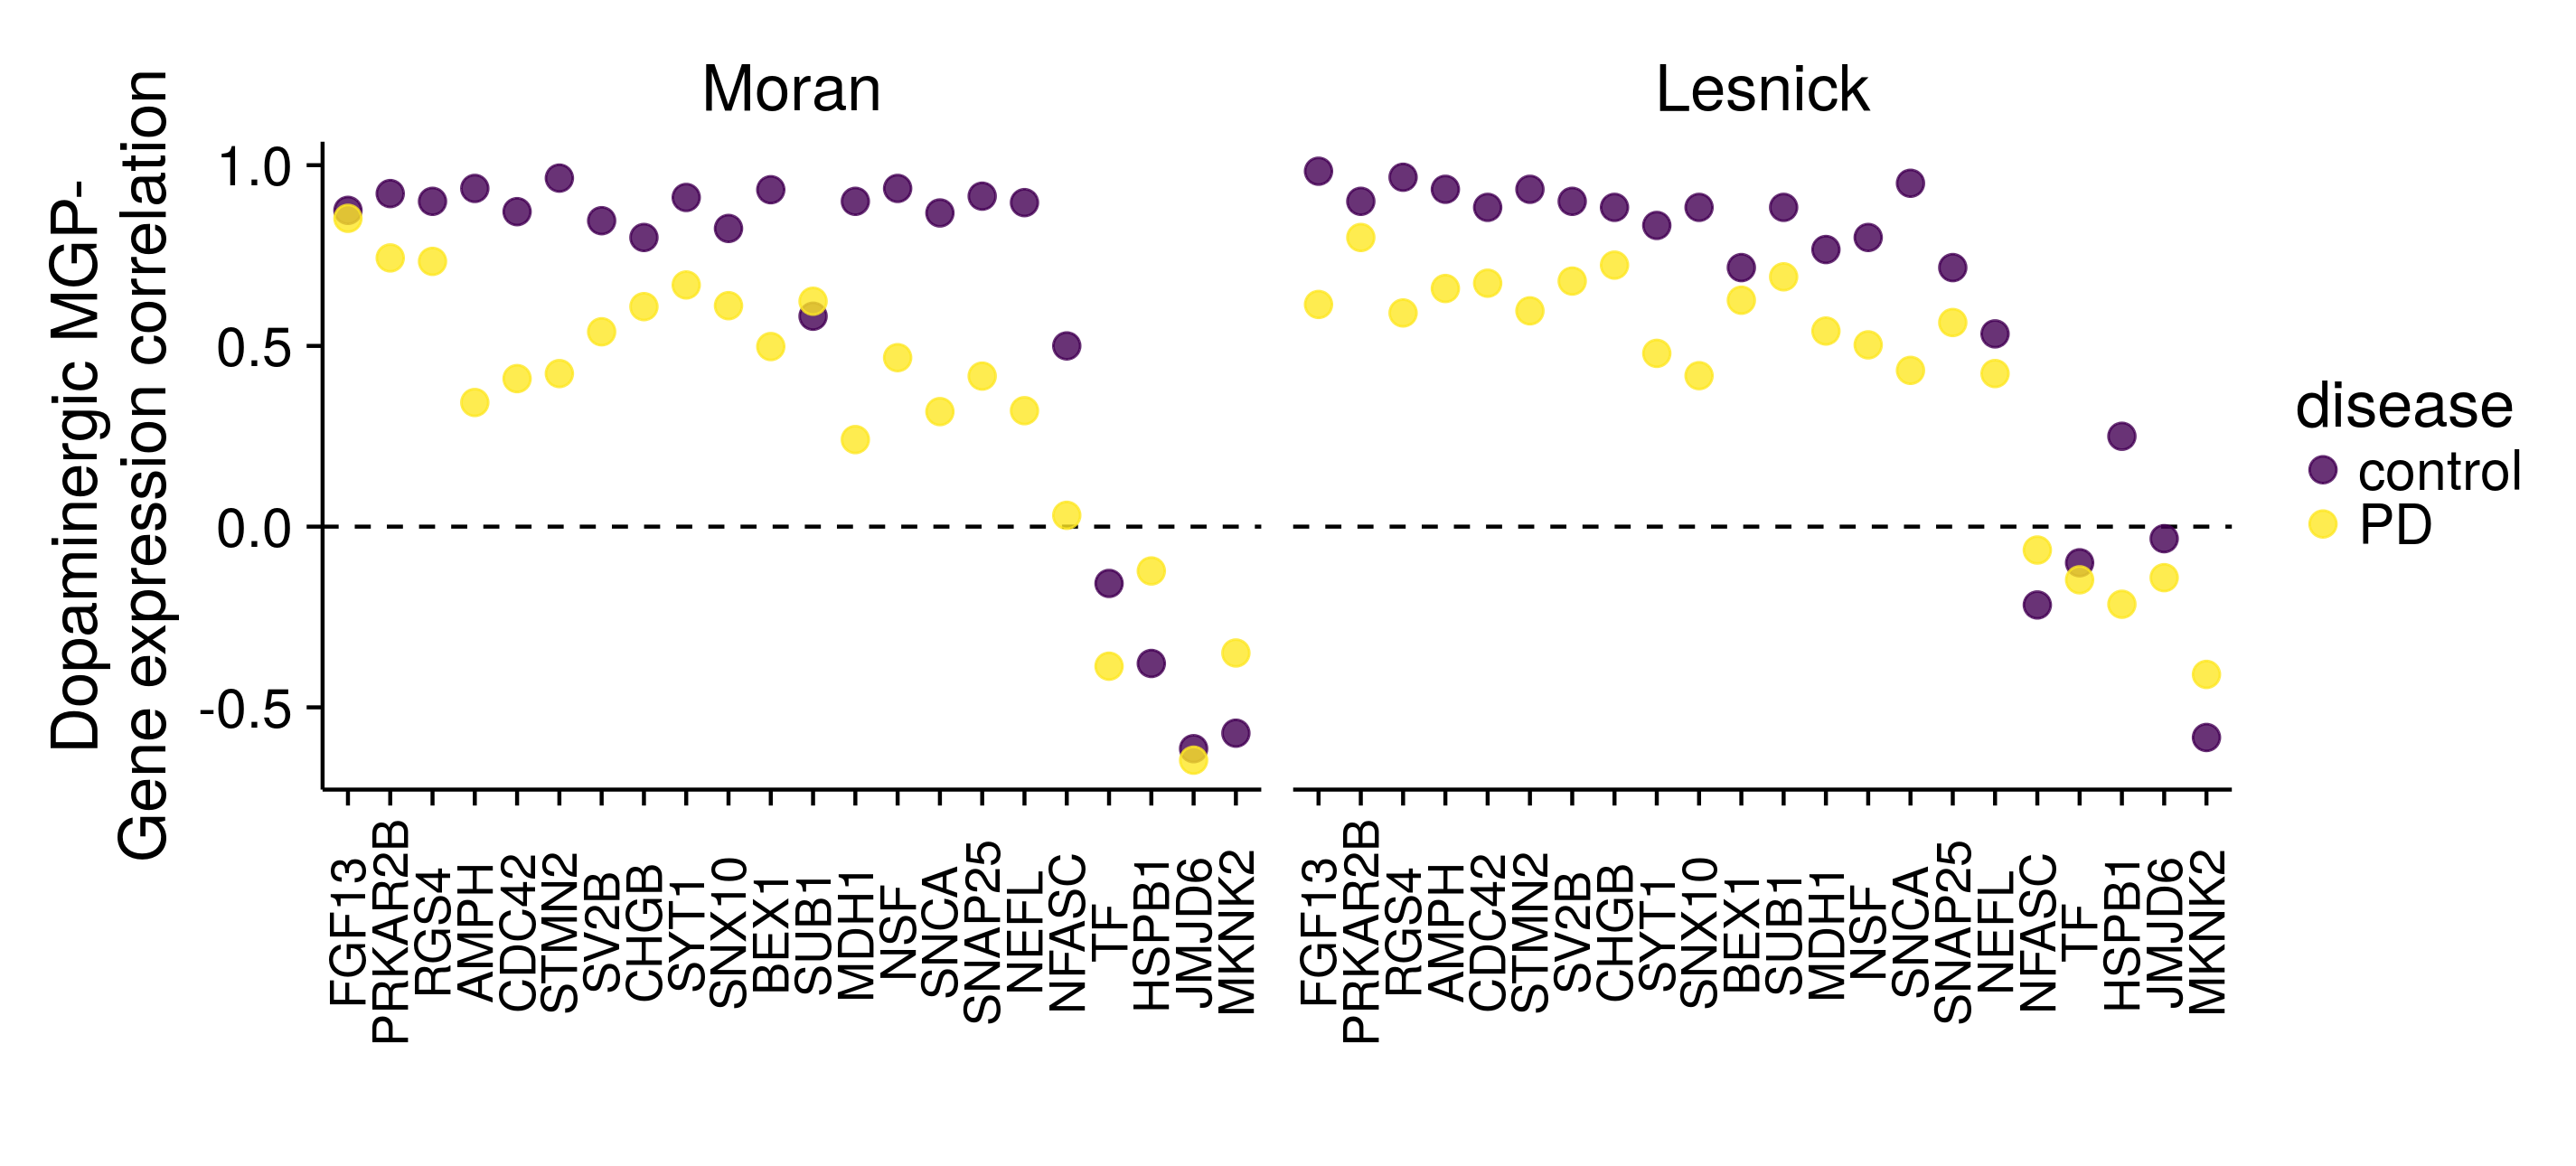 Moran
Lesnick
Dopaminergic MGP-
Gene expression correlation
1.0
0.5
0.0
-0.5
FGF13
PRKAR2B
RGS4
AMPH
CDC42
STMN2
SV2B
CHGB
SYT1
SNX10
BEX1
SUB1
MDH1
NSF
SNCA
SNAP25
NEFL
NFASC
TF
HSPB1
JMJD6
MKNK2
FGF13
PRKAR2B
RGS4
AMPH
CDC42
STMN2
SV2B
CHGB
SYT1
SNX10
BEX1
SUB1
MDH1
NSF
SNCA
SNAP25
NEFL
NFASC
TF
HSPB1
JMJD6
MKNK2
disease
control
PD